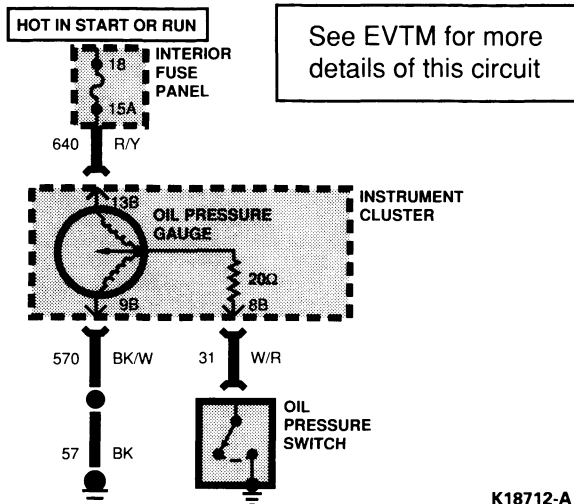 HOT IN START OR RUN
See EVTM for more
details of this circuit
18
15A
INTERIOR
FUSE
PANEL
640 R/Y
INSTRUMENT
CLUSTER
13B
OIL PRESSURE
GAUGE
20Ω
9B
8B
570 BK/W
31 W/R
57 BK
OIL
PRESSURE
SWITCH
K18712-A